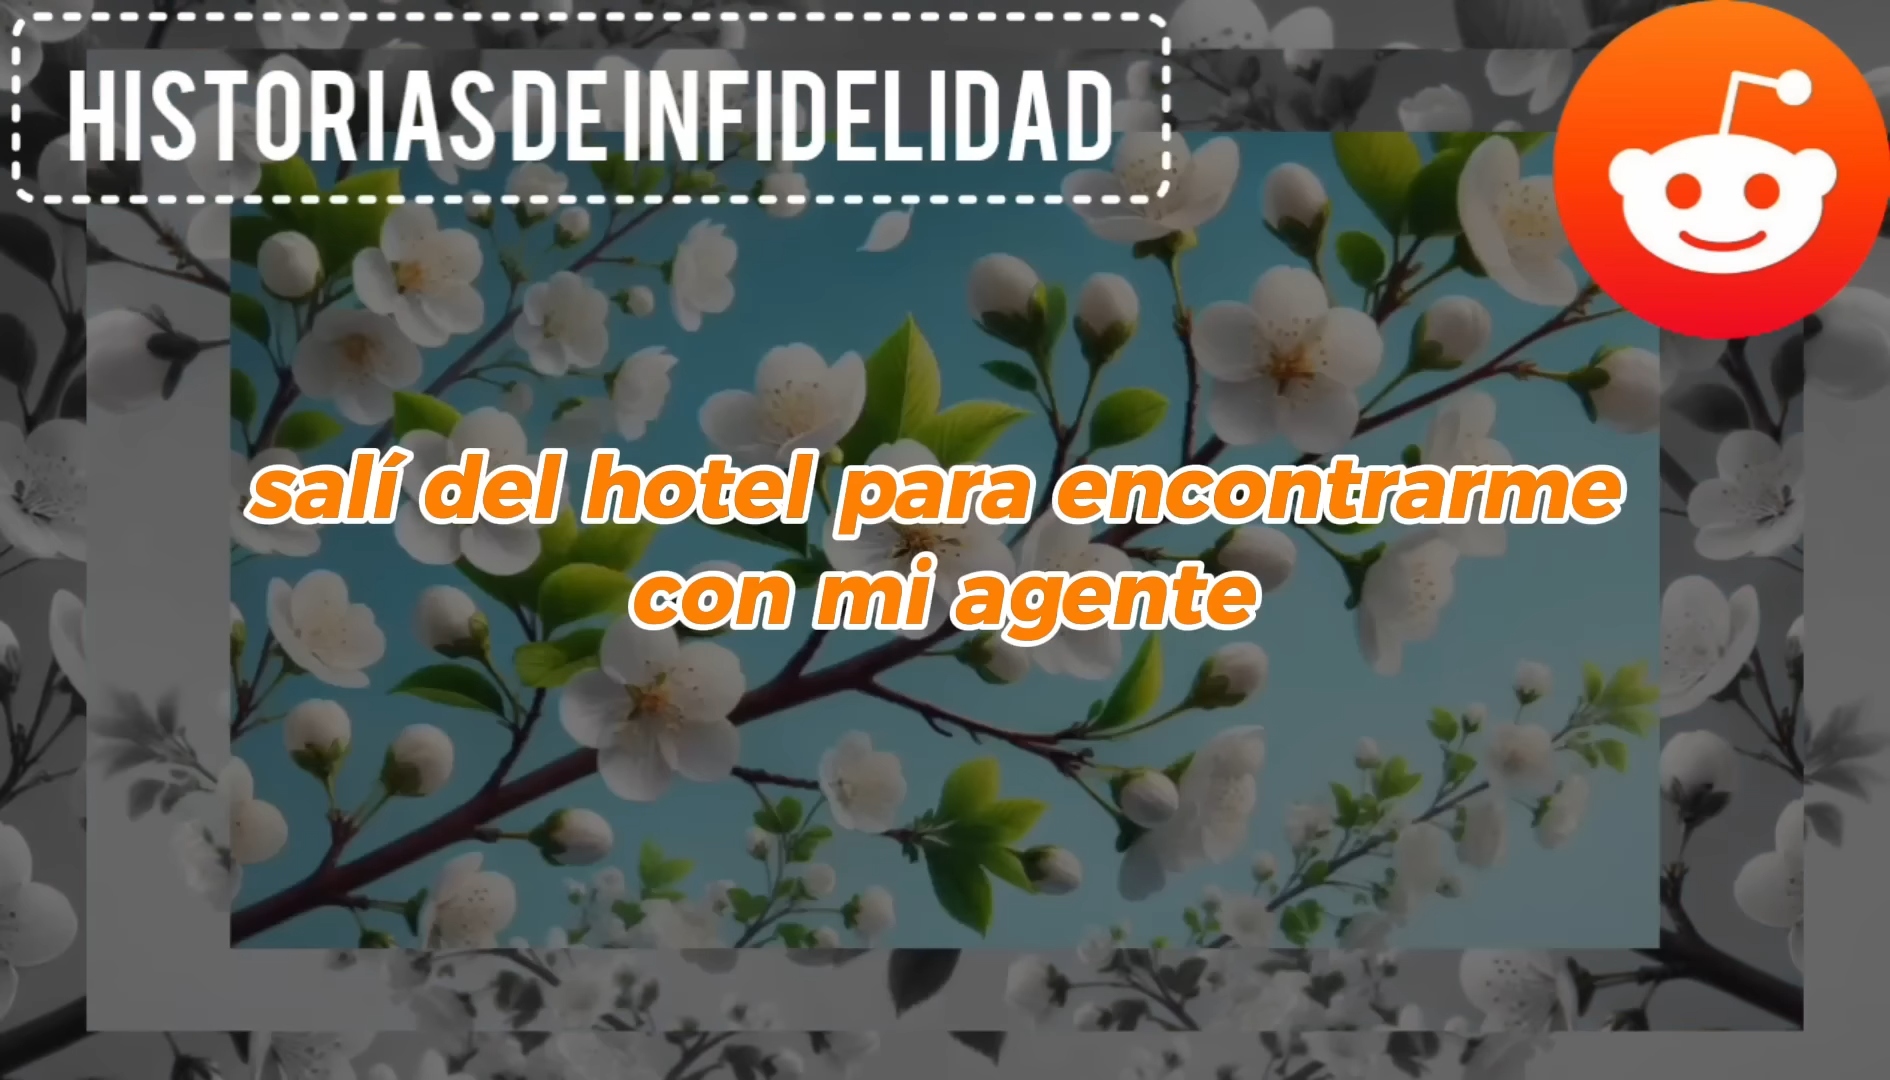 HISTORIAS DE INFIDELIDAD
salí del hotel para encontrarme
con mi agente